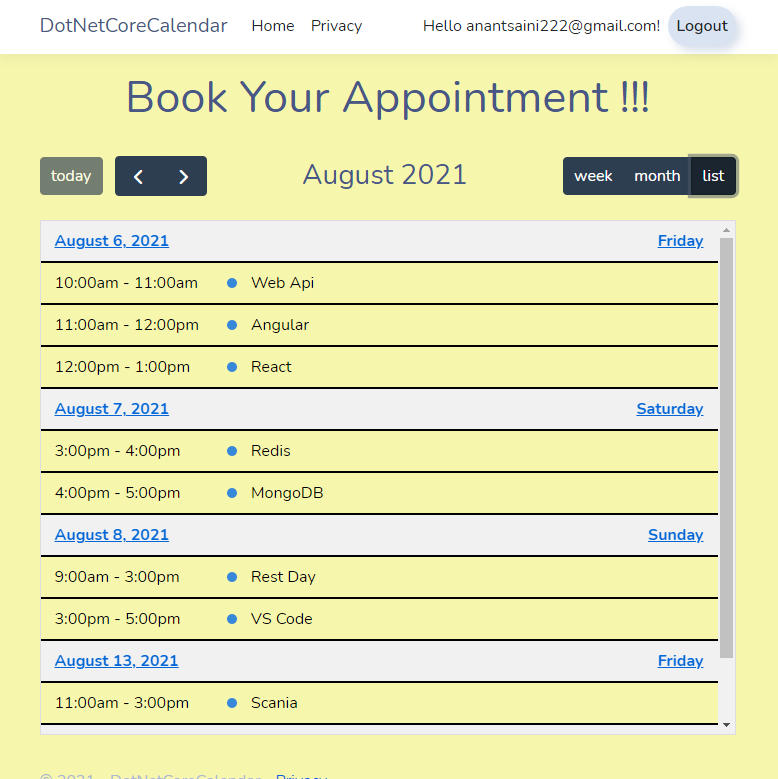 DotNetCoreCalendar Home Privacy Hello anantsaini222@gmail.com! Logout
Book Your Appointment !!!
today August 2021 week month list
August 6, 2021 Friday
10:00am - 11:00am Web Api
11:00am - 12:00pm Angular
12:00pm - 1:00pm React
August 7, 2021 Saturday
3:00pm - 4:00pm Redis
4:00pm - 5:00pm MongoDB
August 8, 2021 Sunday
9:00am - 3:00pm Rest Day
3:00pm - 5:00pm VS Code
August 13, 2021 Friday
11:00am - 3:00pm Scania
© 2021 - DotNetCoreCalendar - Privacy